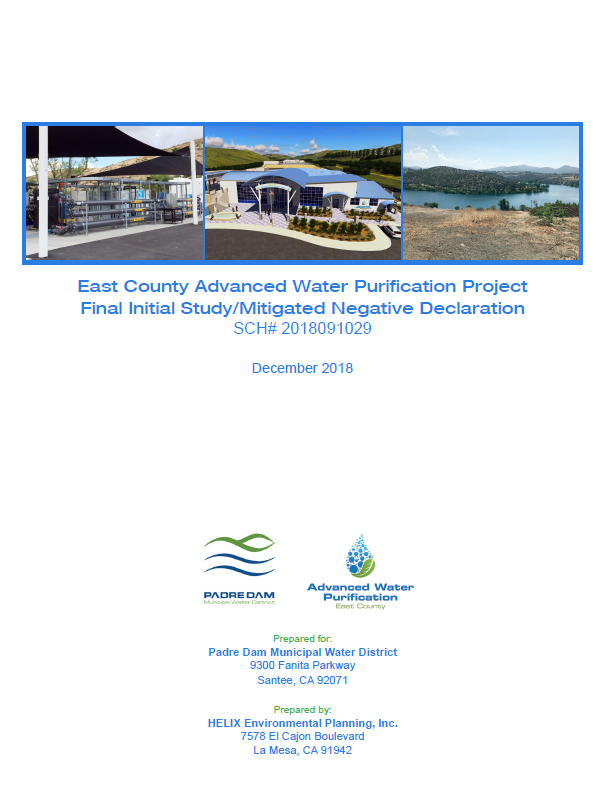 East County Advanced Water Purification Project
Final Initial Study/Mitigated Negative Declaration
SCH# 2018091029
December 2018
PADRE DAM
Municipal Water District
Advanced Water
Purification
East County
Prepared for:
Padre Dam Municipal Water District
9300 Fanita Parkway
Santee, CA 92071
Prepared by:
HELIX Environmental Planning, Inc.
7578 El Cajon Boulevard
La Mesa, CA 91942